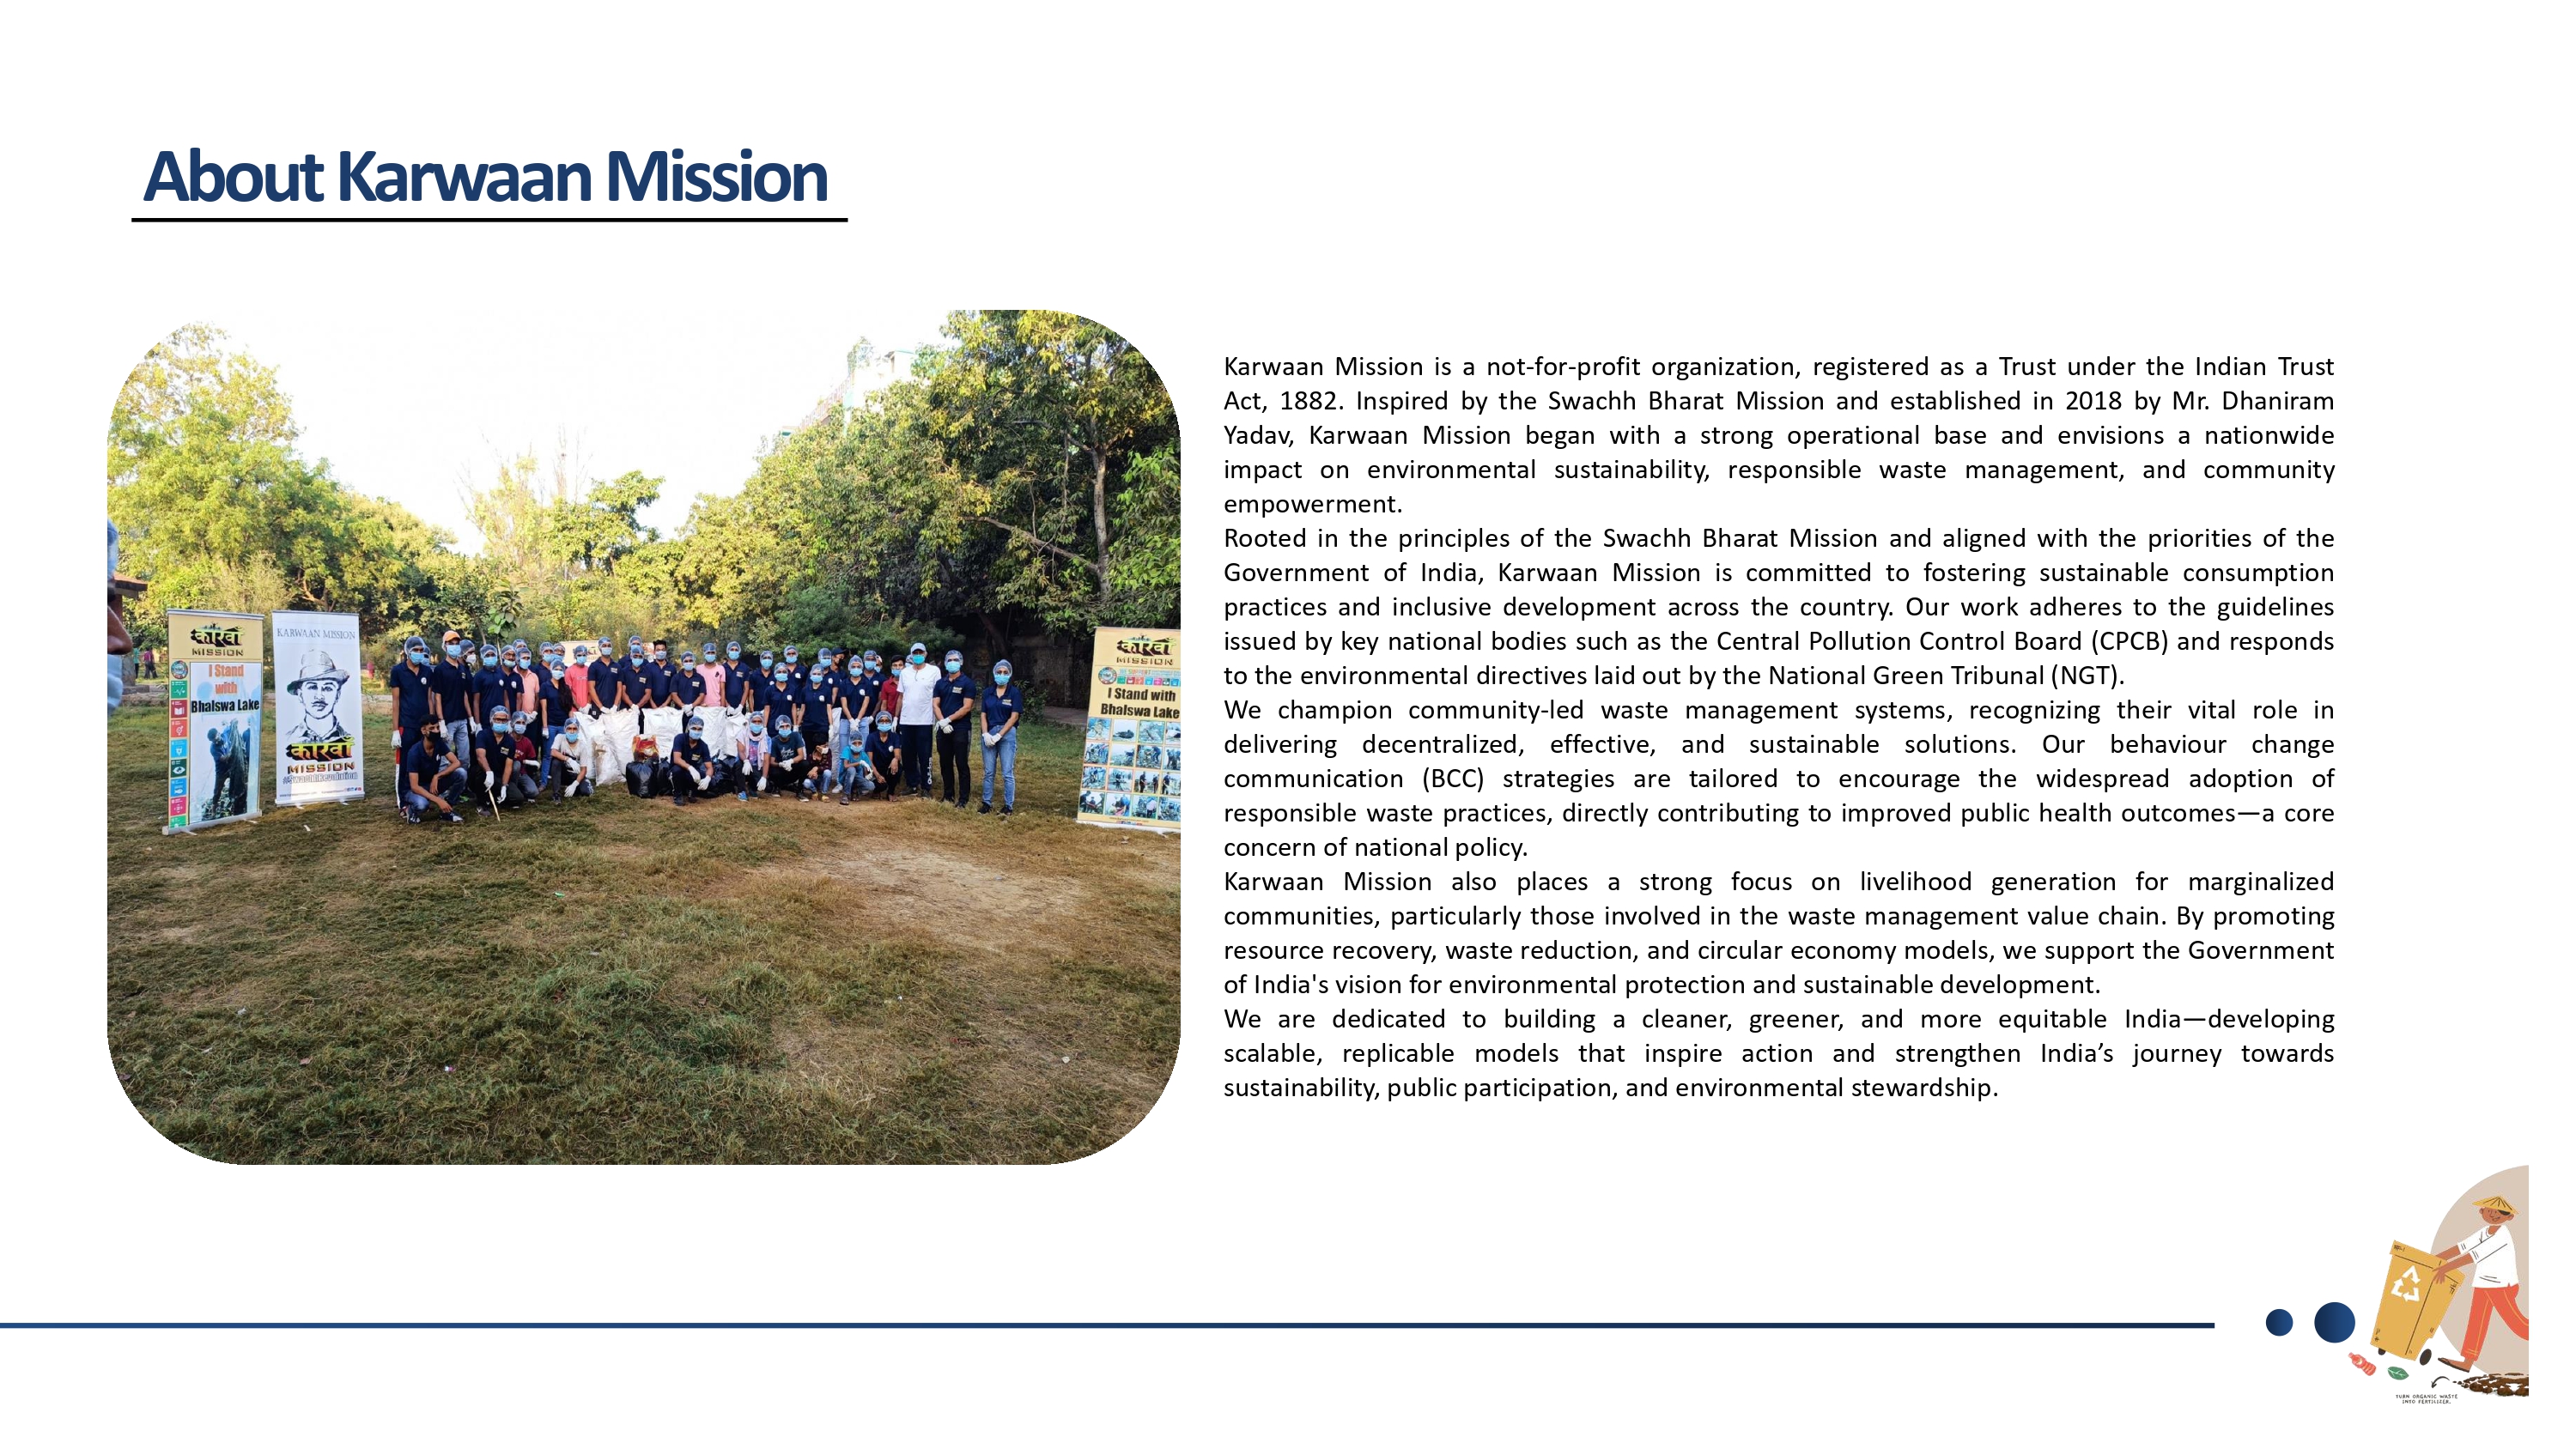 About Karwaan Mission
कारवाँ
MISSION
I Stand
with
Bhalswa Lake
KARWAAN MISSION
कारवाँ
MISSION
कारवाँ
MISSION
I Stand with
Bhalswa Lake
Karwaan Mission is a not-for-profit organization, registered as a Trust under the Indian Trust
Act, 1882. Inspired by the Swachh Bharat Mission and established in 2018 by Mr. Dhaniram
Yadav, Karwaan Mission began with a strong operational base and envisions a nationwide
impact on environmental sustainability, responsible waste management, and community
empowerment.
Rooted in the principles of the Swachh Bharat Mission and aligned with the priorities of the
Government of India, Karwaan Mission is committed to fostering sustainable consumption
practices and inclusive development across the country. Our work adheres to the guidelines
issued by key national bodies such as the Central Pollution Control Board (CPCB) and responds
to the environmental directives laid out by the National Green Tribunal (NGT).
We champion community-led waste management systems, recognizing their vital role in
delivering decentralized, effective, and sustainable solutions. Our behaviour change
communication (BCC) strategies are tailored to encourage the widespread adoption of
responsible waste practices, directly contributing to improved public health outcomes—a core
concern of national policy.
Karwaan Mission also places a strong focus on livelihood generation for marginalized
communities, particularly those involved in the waste management value chain. By promoting
resource recovery, waste reduction, and circular economy models, we support the Government
of India's vision for environmental protection and sustainable development.
We are dedicated to building a cleaner, greener, and more equitable India—developing
scalable, replicable models that inspire action and strengthen India’s journey towards
sustainability, public participation, and environmental stewardship.
TURN ORGANIC WASTE
INTO FERTILIZER.